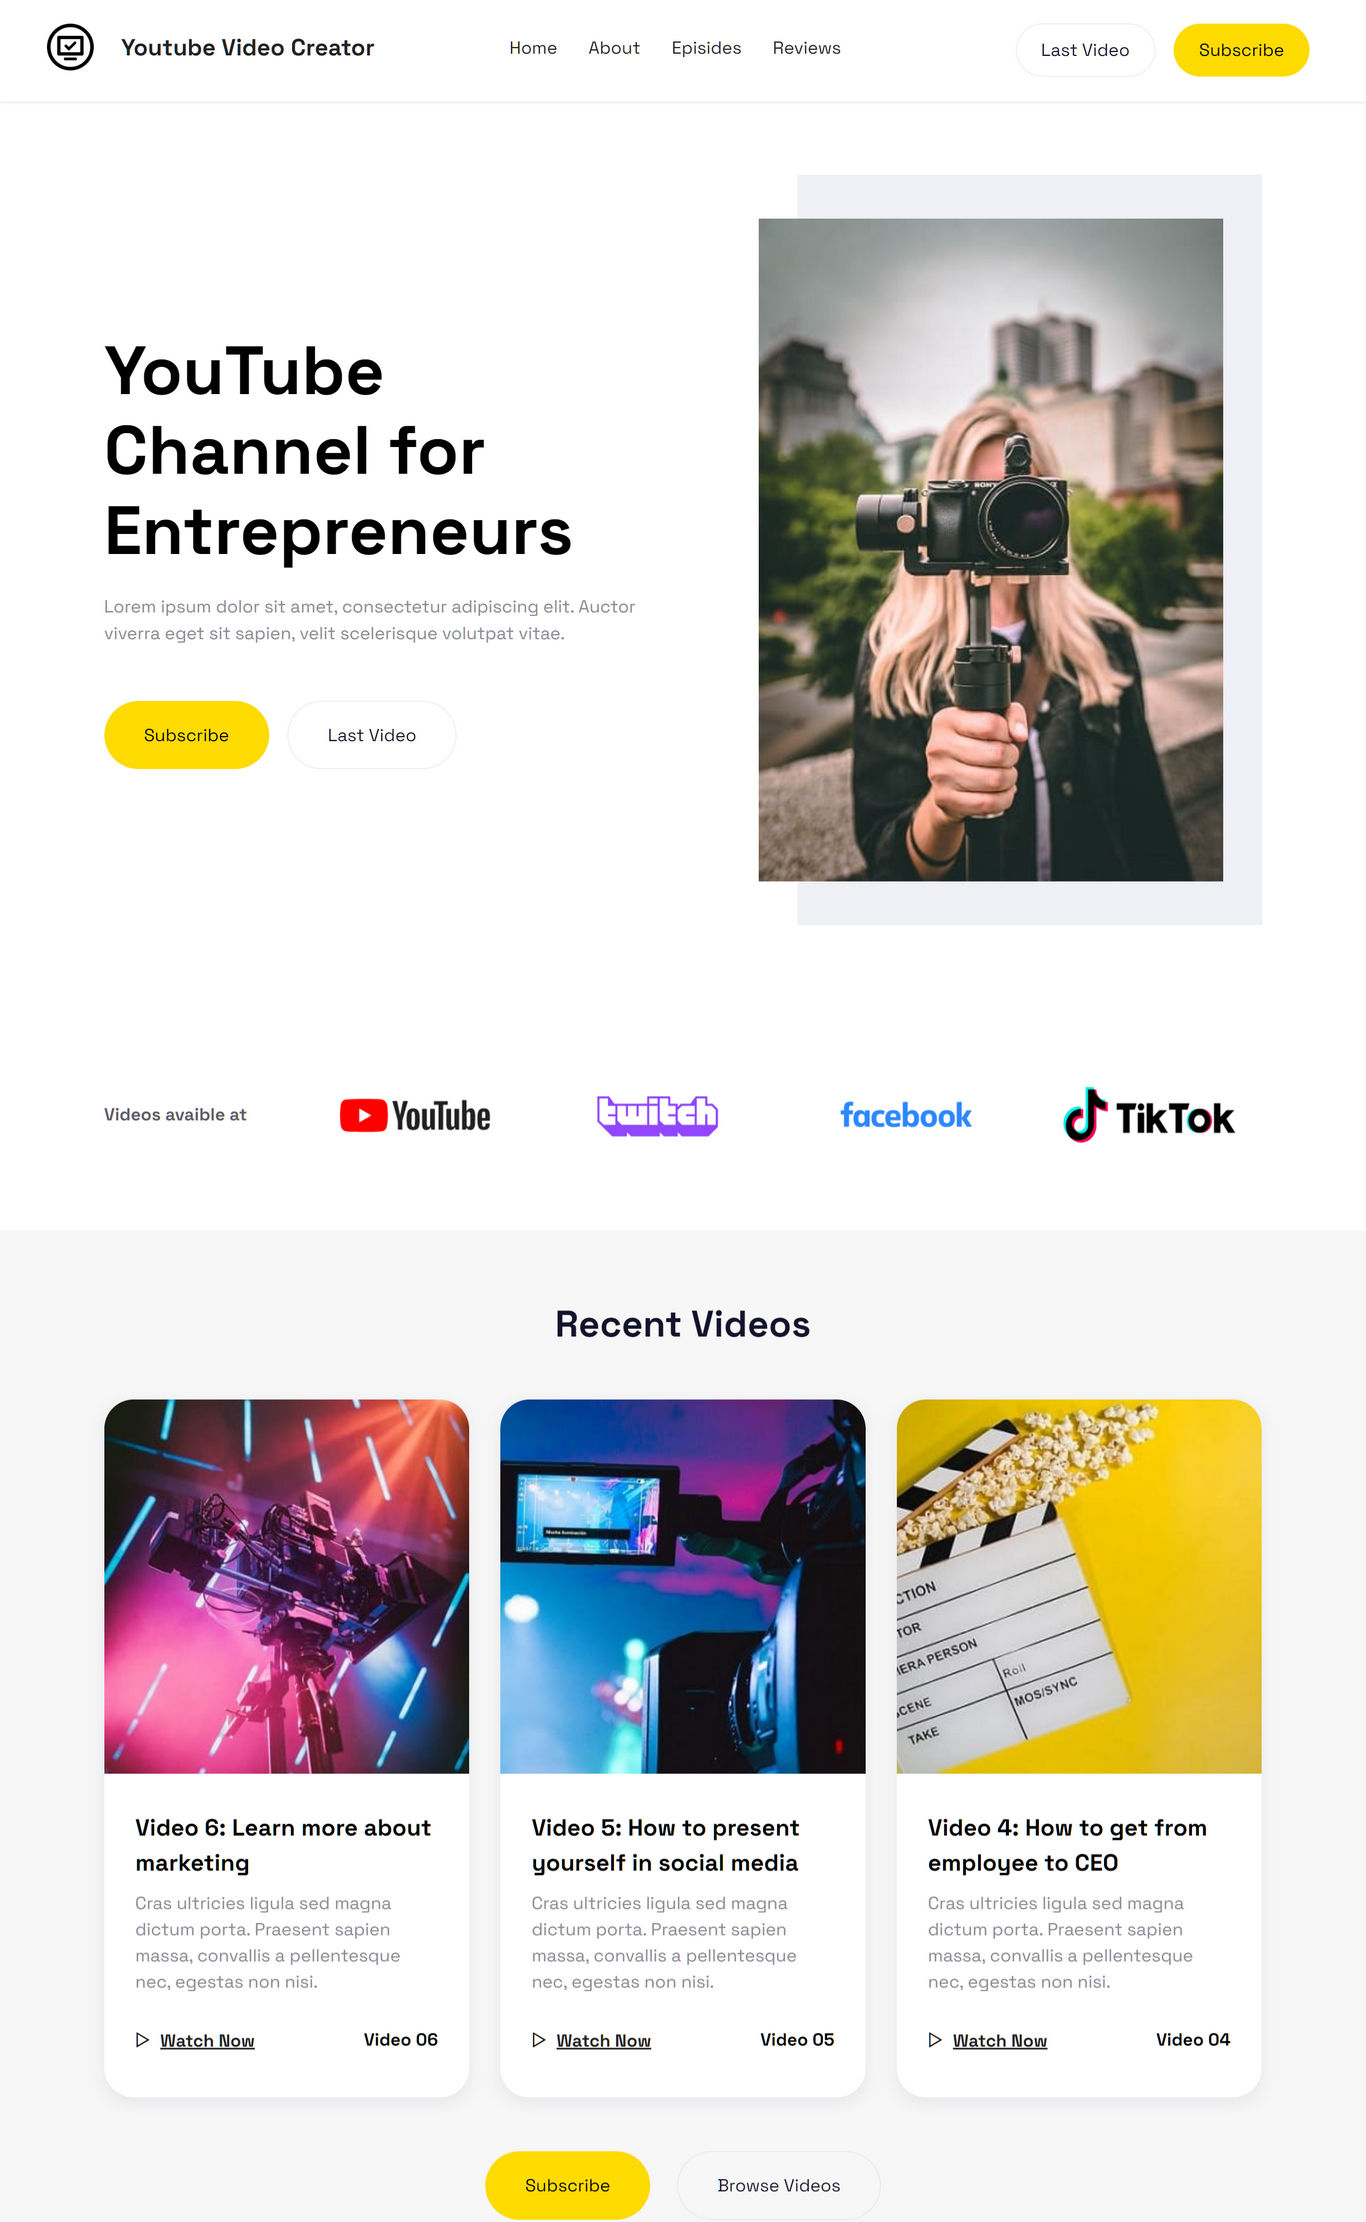 Youtube Video Creator
Home About Episides Reviews
Last Video Subscribe
YouTube
Channel for
Entrepreneurs
Lorem ipsum dolor sit amet, consectetur adipiscing elit. Auctor
viverra eget sit sapien, velit scelerisque volutpat vitae.
Subscribe Last Video
SONY
Videos avaible at YouTube twitch facebook TikTok
Recent Videos
CTION
TOR
ERA PERSON
Roll
SCENE
MOS/SYNC
TAKE
Video 6: Learn more about
marketing
Cras ultricies ligula sed magna
dictum porta. Praesent sapien
massa, convallis a pellentesque
nec, egestas non nisi.
Watch Now Video 06
Video 5: How to present
yourself in social media
Cras ultricies ligula sed magna
dictum porta. Praesent sapien
massa, convallis a pellentesque
nec, egestas non nisi.
Watch Now Video 05
Video 4: How to get from
employee to CEO
Cras ultricies ligula sed magna
dictum porta. Praesent sapien
massa, convallis a pellentesque
nec, egestas non nisi.
Watch Now Video 04
Subscribe Browse Videos